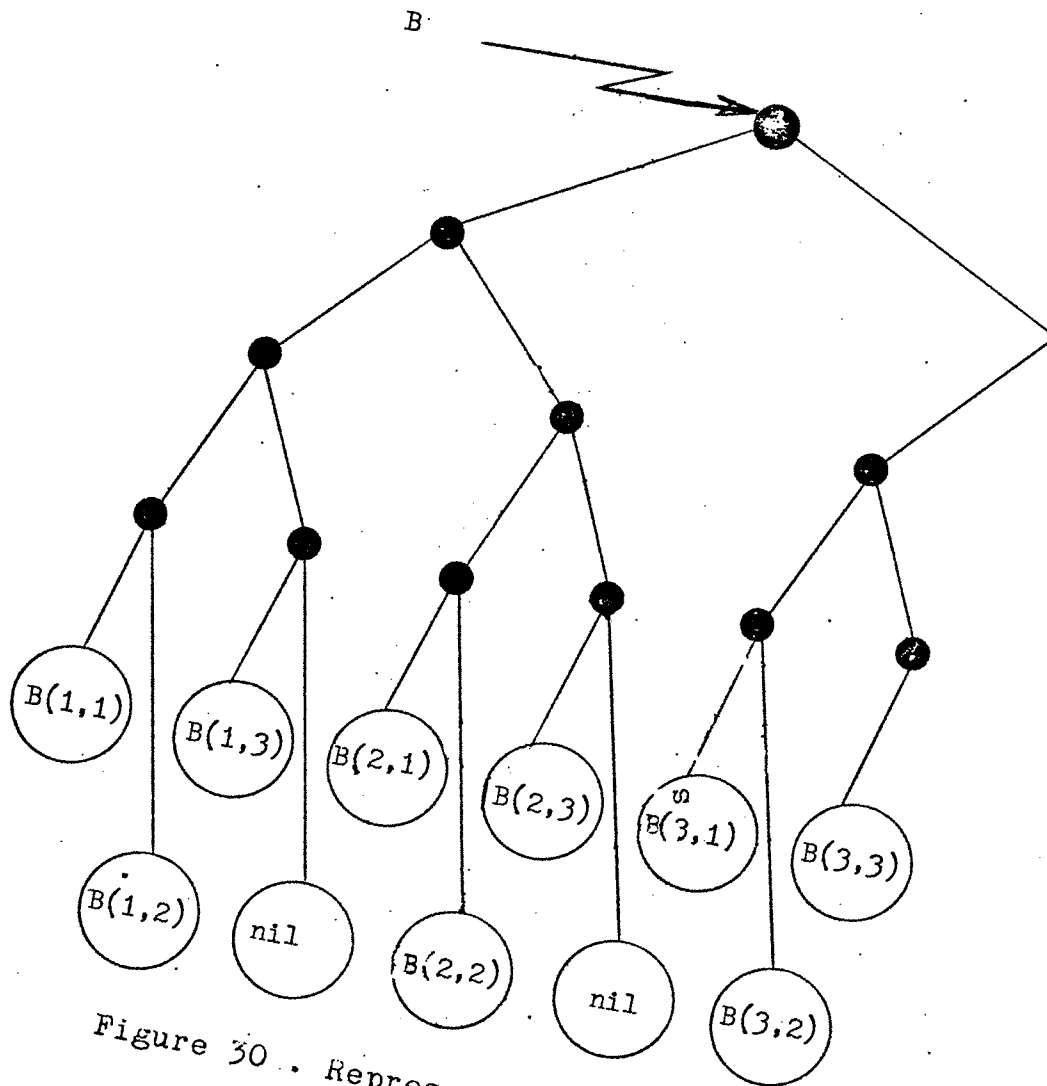 B
B(1,1)
B(1,3)
B(2,1)
B(2,3)
B(3,1)
B(3,3)
B(1,2)
nil
B(2,2)
nil
B(3,2)
Figure 30 .